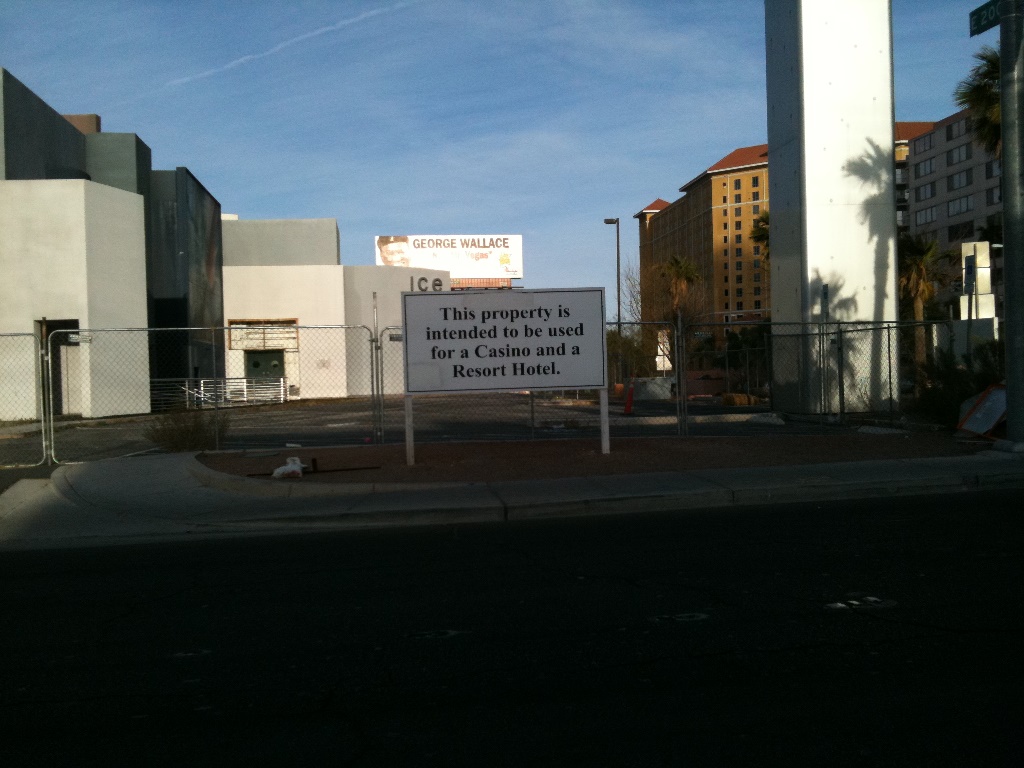 GEORGE WALLACE
Ice
This property is
intended to be used
for a Casino and a
Resort Hotel.